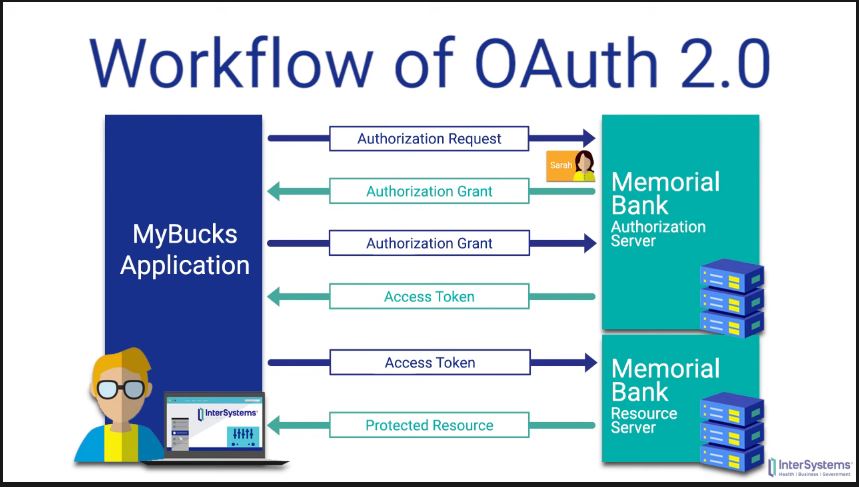 Workflow of OAuth 2.0
MyBucks
Application
Authorization Request
Sarah
Authorization Grant
Authorization Grant
Access Token
Access Token
Protected Resource
Memorial
Bank
Authorization
Server
Memorial
Bank
Resource
Server
InterSystems
InterSystems
Health | Business | Government